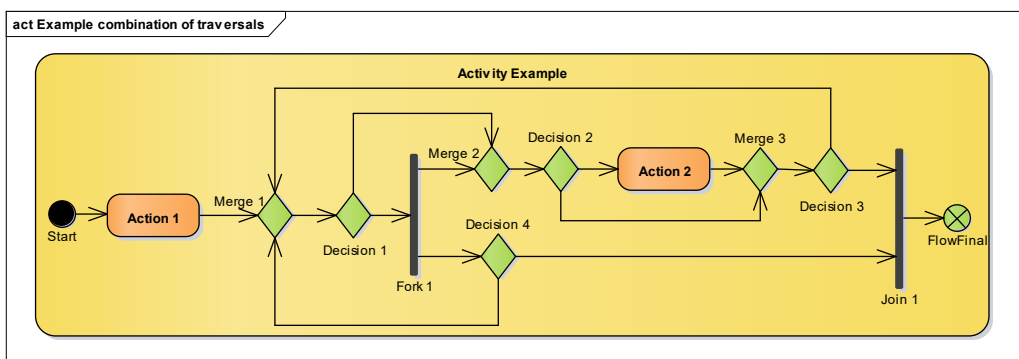 act Example combination of traversals
Activity Example
Decision 2
Merge 3
Merge 2
Action 2
Merge 1
Action 1
Decision 3
Decision 4
Start
Decision 1
FlowFinal
Fork 1
Join 1